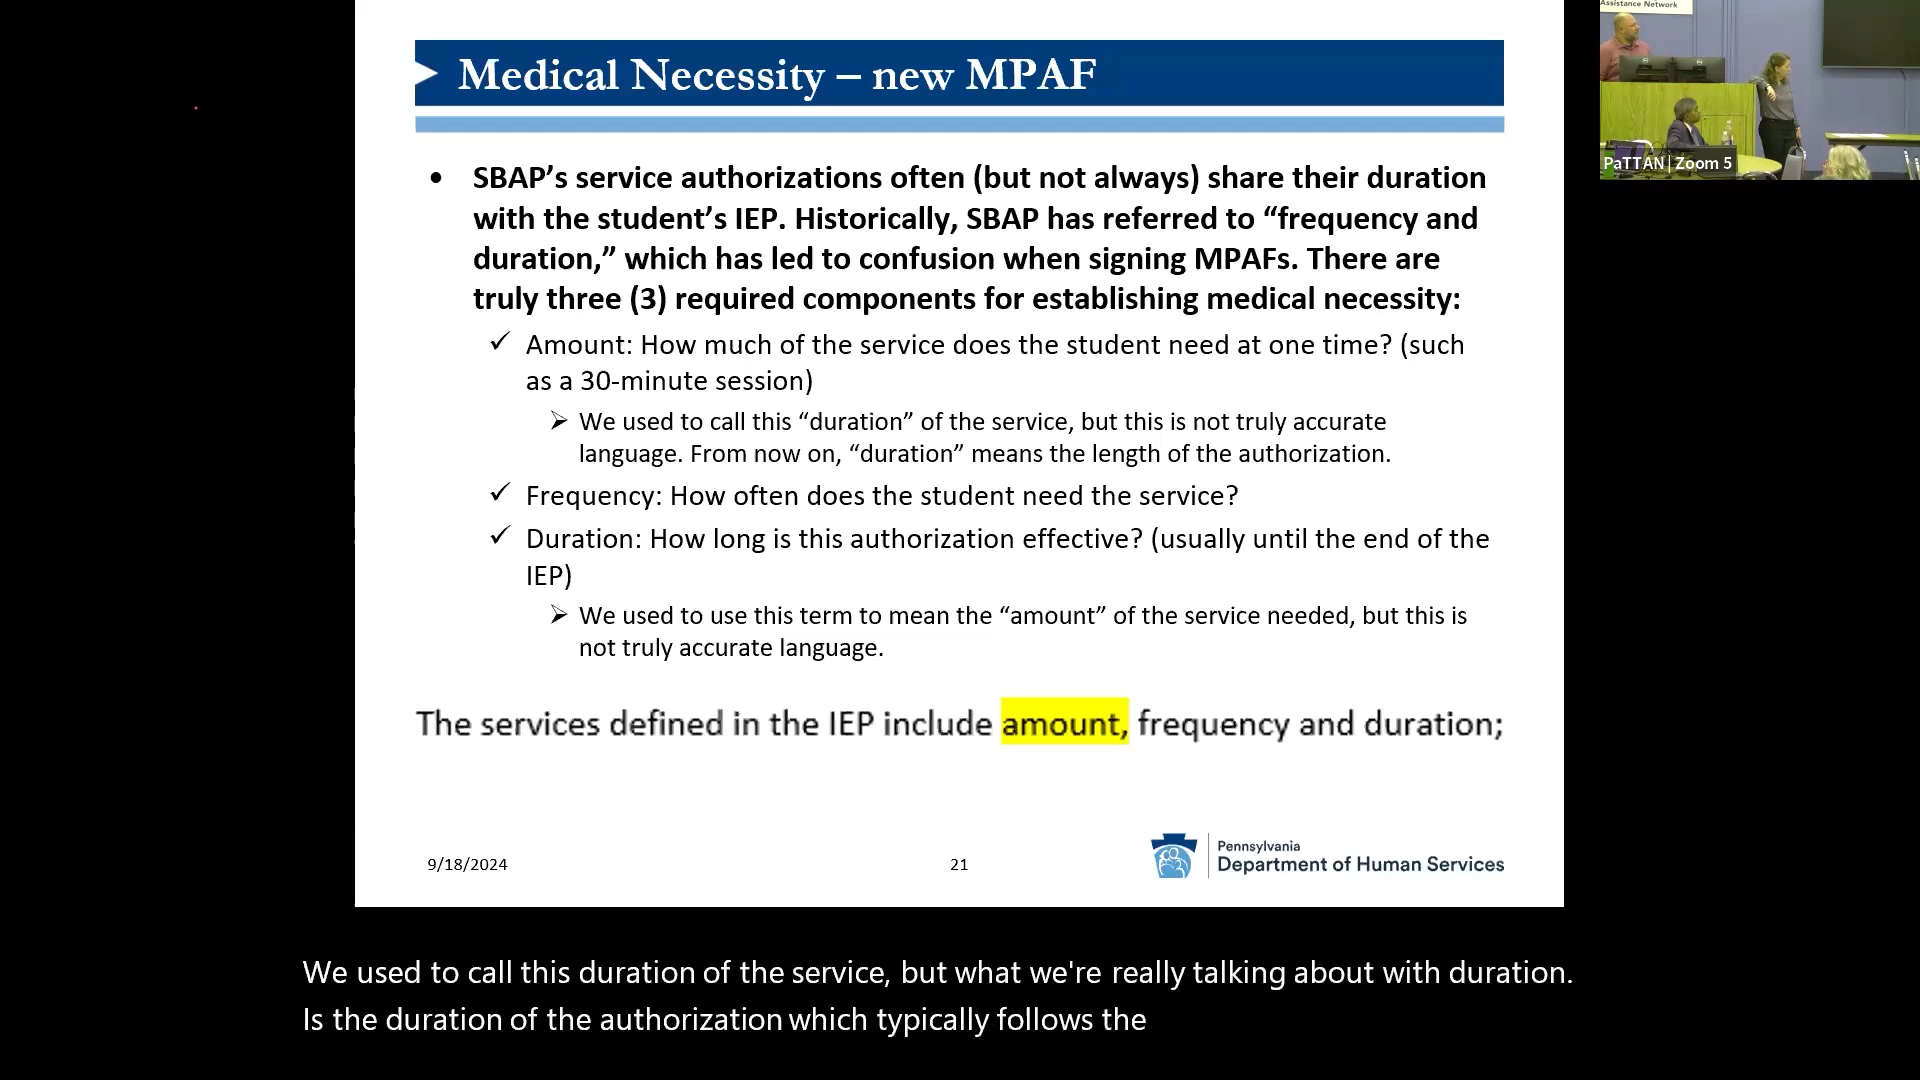 Medical Necessity – new MPAF
• SBAP’s service authorizations often (but not always) share their duration
with the student’s IEP. Historically, SBAP has referred to “frequency and
duration,” which has led to confusion when signing MPAFs. There are
truly three (3) required components for establishing medical necessity:
✓ Amount: How much of the service does the student need at one time? (such
as a 30-minute session)
➢ We used to call this “duration” of the service, but this is not truly accurate
language. From now on, “duration” means the length of the authorization.
✓ Frequency: How often does the student need the service?
✓ Duration: How long is this authorization effective? (usually until the end of the
IEP)
➢ We used to use this term to mean the “amount” of the service needed, but this is
not truly accurate language.
The services defined in the IEP include amount, frequency and duration;
9/18/2024
21
Pennsylvania
Department of Human Services
Assistance Network
PaTTAN | Zoom 5
We used to call this duration of the service, but what we're really talking about with duration.
Is the duration of the authorization which typically follows the